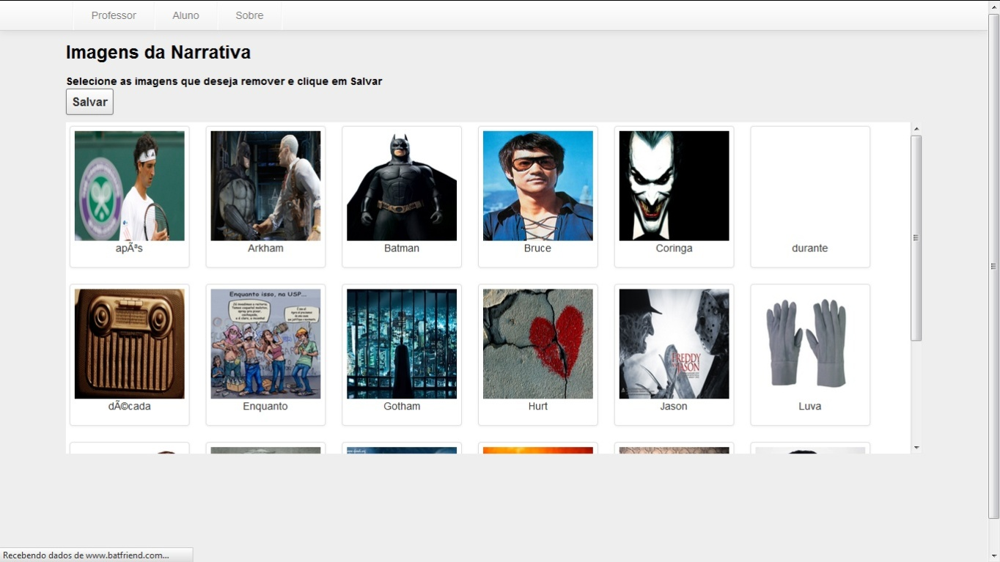 Professor Aluno Sobre
Imagens da Narrativa
Selecione as imagens que deseja remover e clique em Salvar
Salvar
apÃªs Arkham Batman Bruce Coringa durante
Enquanto isso, na USP...
FREDDY
JASON
dÃ©cada Enquanto Gotham Hurt Jason Luva
Recebendo dados de www.batfriend.com...